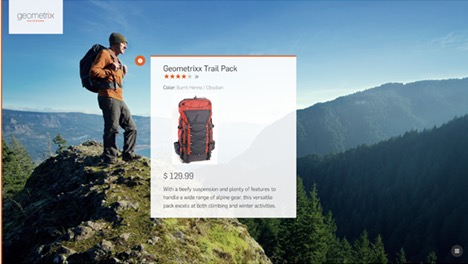 geometrix
Geometrixx Trail Pack
Color: Burnt Henna / Obsidian
$ 129.99
With a beefy suspension and plenty of features to
handle a wide range of alpine gear, this versatile
pack excels at both climbing and winter activities.